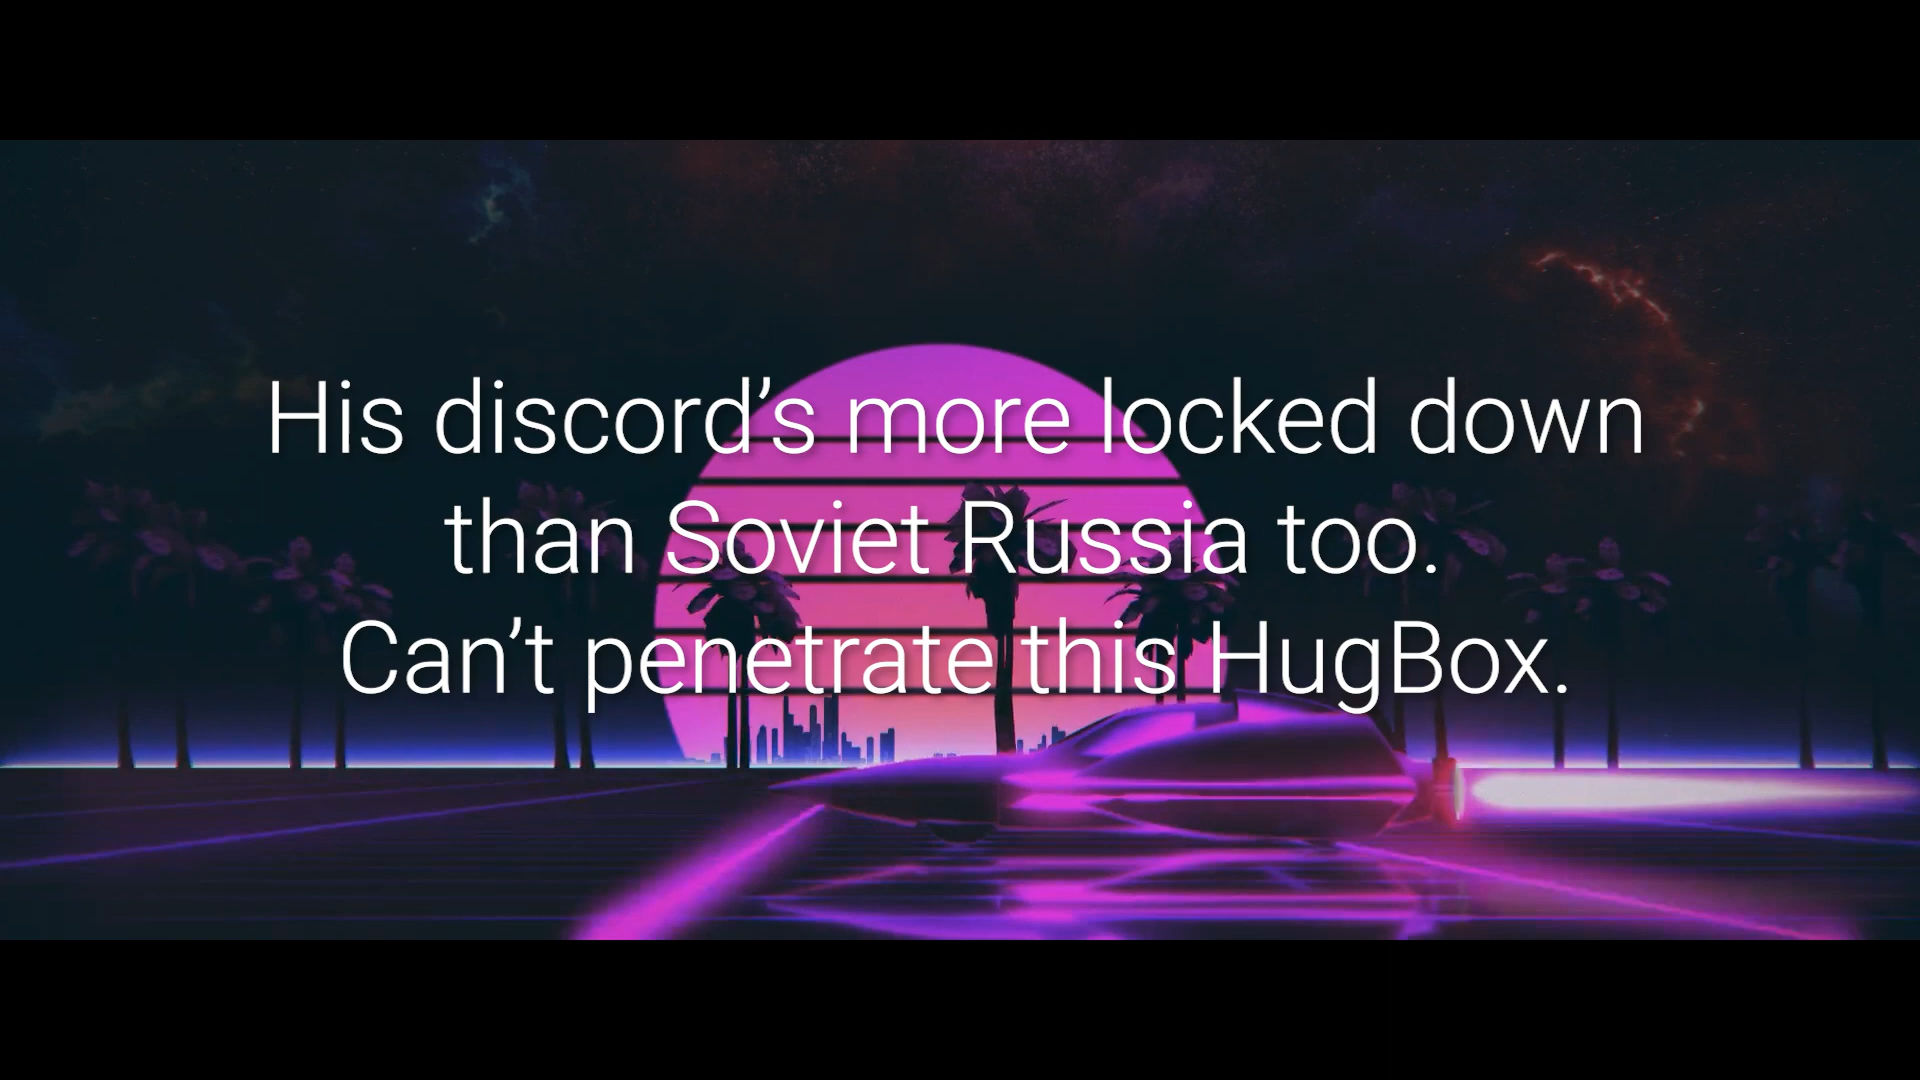 His discord’s more locked down
than Soviet Russia too.
Can’t penetrate this HugBox.